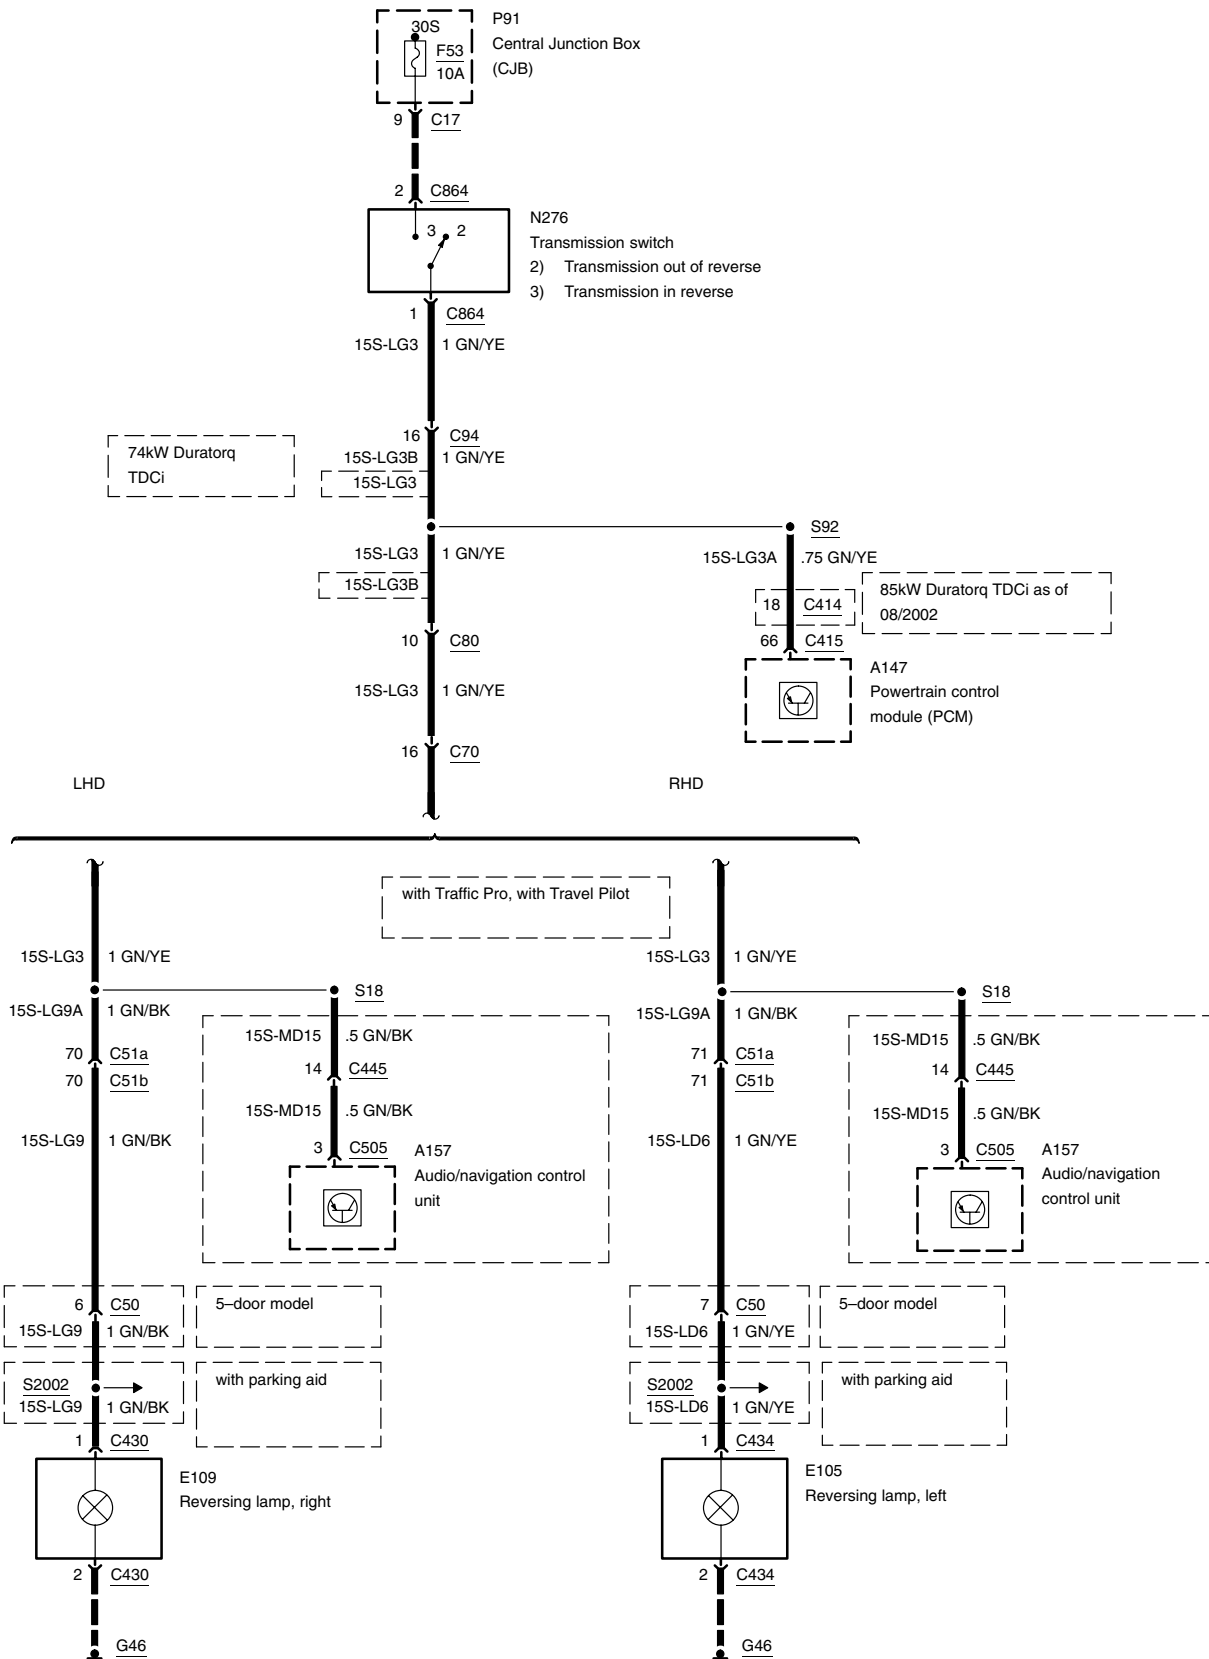 30S
F53
10A
P91
Central Junction Box
(CJB)
9 C17
2 C864
3 2
N276
Transmission switch
2) Transmission out of reverse
3) Transmission in reverse
1 C864
15S-LG3 1 GN/YE
16 C94
15S-LG3B 1 GN/YE
15S-LG3
74kW Duratorq
TDCi
S92
15S-LG3 1 GN/YE
15S-LG3B
15S-LG3A .75 GN/YE
18 C414
85kW Duratorq TDCi as of
08/2002
10 C80
66 C415
A147
Powertrain control
module (PCM)
15S-LG3 1 GN/YE
16 C70
LHD
RHD
with Traffic Pro, with Travel Pilot
15S-LG3 1 GN/YE
S18
15S-LG9A 1 GN/BK
15S-MD15 .5 GN/BK
70 C51a
70 C51b
14 C445
15S-MD15 .5 GN/BK
15S-LG9 1 GN/BK
3 C505
A157
Audio/navigation control
unit
6 C50
15S-LG9 1 GN/BK
5–door model
S2002
15S-LG9 1 GN/BK
with parking aid
1 C430
E109
Reversing lamp, right
2 C430
G46
15S-LG3 1 GN/YE
S18
15S-LG9A 1 GN/BK
15S-MD15 .5 GN/BK
71 C51a
71 C51b
14 C445
15S-MD15 .5 GN/BK
15S-LD6 1 GN/YE
3 C505
A157
Audio/navigation
control unit
7 C50
15S-LD6 1 GN/YE
5–door model
S2002
15S-LD6 1 GN/YE
with parking aid
1 C434
E105
Reversing lamp, left
2 C434
G46